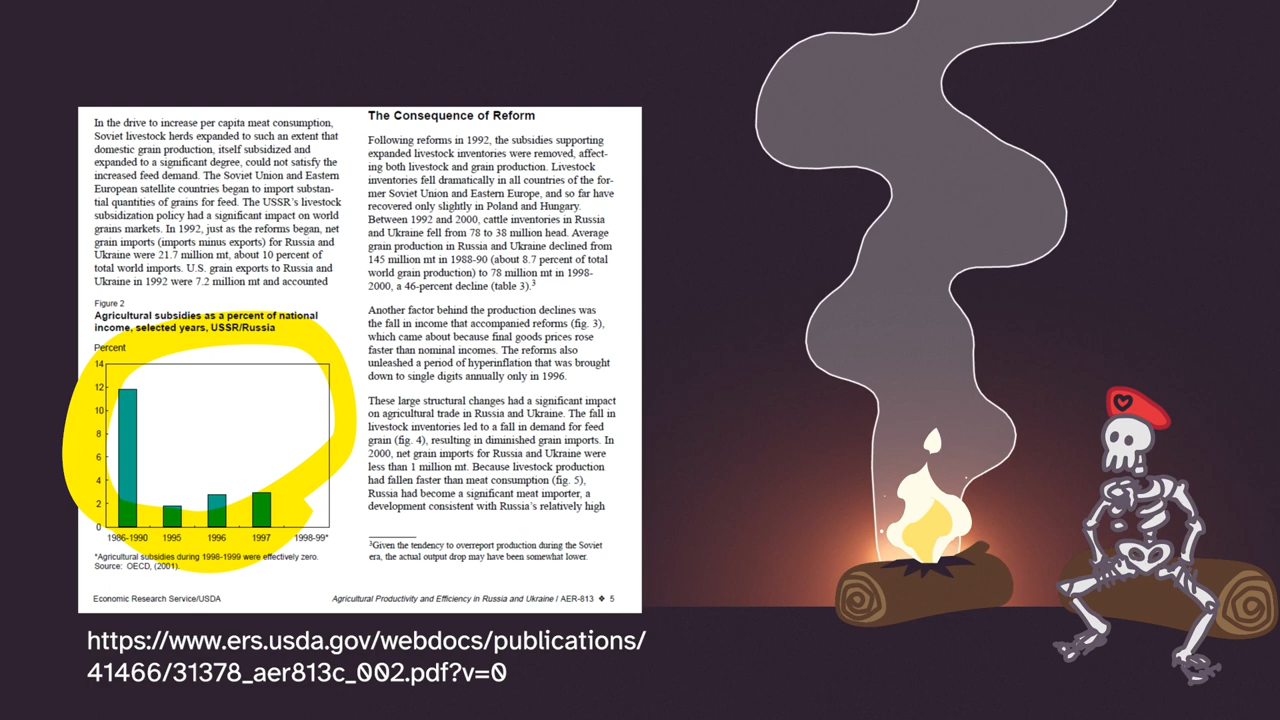 In the drive to increase per capita meat consumption,
Soviet livestock herds expanded to such an extent that
domestic grain production, itself subsidized and
expanded to a significant degree, could not satisfy the
increased feed demand. The Soviet Union and Eastern
European satellite countries began to import substan-
tial quantities of grains for feed. The USSR's livestock
subsidization policy had a significant impact on world
grains markets. In 1992, just as the reforms began, net
grain imports (imports minus exports) for Russia and
Ukraine were 21.7 million mt, about 10 percent of
total world imports. U.S. grain exports to Russia and
Ukraine in 1992 were 7.2 million mt and accounted
Figure 2
Agricultural subsidies as a percent of national
income, selected years, USSR/Russia
Percent
14
12
10
8
6
4
2
0
1986-1990 1995 1996 1997 1998-99*
*Agricultural subsidies during 1998-1999 were effectively zero.
Source: OECD, (2001).
The Consequence of Reform
Following reforms in 1992, the subsidies supporting
expanded livestock inventories were removed, affect-
ing both livestock and grain production. Livestock
inventories fell dramatically in all countries of the for-
mer Soviet Union and Eastern Europe, and so far have
recovered only slightly in Poland and Hungary.
Between 1992 and 2000, cattle inventories in Russia
and Ukraine fell from 78 to 38 million head. Average
grain production in Russia and Ukraine declined from
145 million mt in 1988-90 (about 8.7 percent of total
world grain production) to 78 million mt in 1998-
2000, a 46-percent decline (table 3).3
Another factor behind the production declines was
the fall in income that accompanied reforms (fig. 3),
which came about because final goods prices rose
faster than nominal incomes. The reforms also
unleashed a period of hyperinflation that was brought
down to single digits annually only in 1996.
These large structural changes had a significant impact
on agricultural trade in Russia and Ukraine. The fall in
livestock inventories led to a fall in demand for feed
grain (fig. 4), resulting in diminished grain imports. In
2000, net grain imports for Russia and Ukraine were
less than 1 million mt. Because livestock production
had fallen faster than meat consumption (fig. 5),
Russia had become a significant meat importer, a
development consistent with Russia's relatively high
3Given the tendency to overreport production during the Soviet
era, the actual output drop may have been somewhat lower.
Economic Research Service/USDA
Agricultural Productivity and Efficiency in Russia and Ukraine / AER-813 ❖ 5
https://www.ers.usda.gov/webdocs/publications/
41466/31378_aer813c_002.pdf?v=0